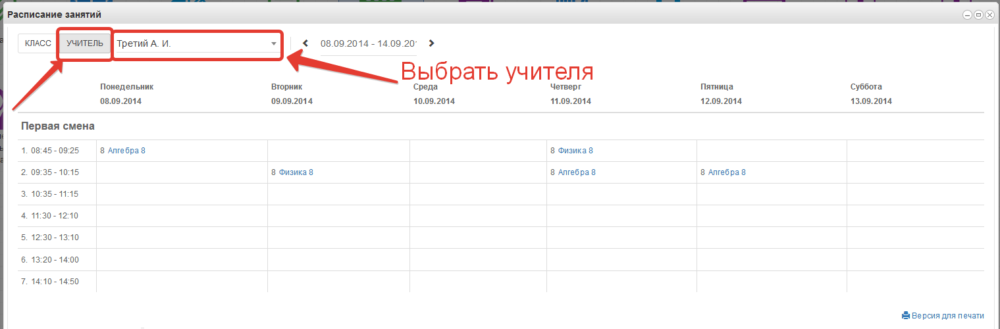 Расписание занятий
КЛАСС УЧИТЕЛЬ Третий А. И. 08.09.2014 - 14.09.20
Выбрать учителя
Понедельник Вторник Среда Четверг Пятница Суббота
08.09.2014 09.09.2014 10.09.2014 11.09.2014 12.09.2014 13.09.2014
Первая смена
1. 08:45 - 09:25 8 Алгебра 8 8 Физика 8
2. 09:35 - 10:15 8 Физика 8 8 Алгебра 8 8 Алгебра 8
3. 10:35 - 11:15
4. 11:30 - 12:10
5. 12:30 - 13:10
6. 13:20 - 14:00
7. 14:10 - 14:50
Версия для печати